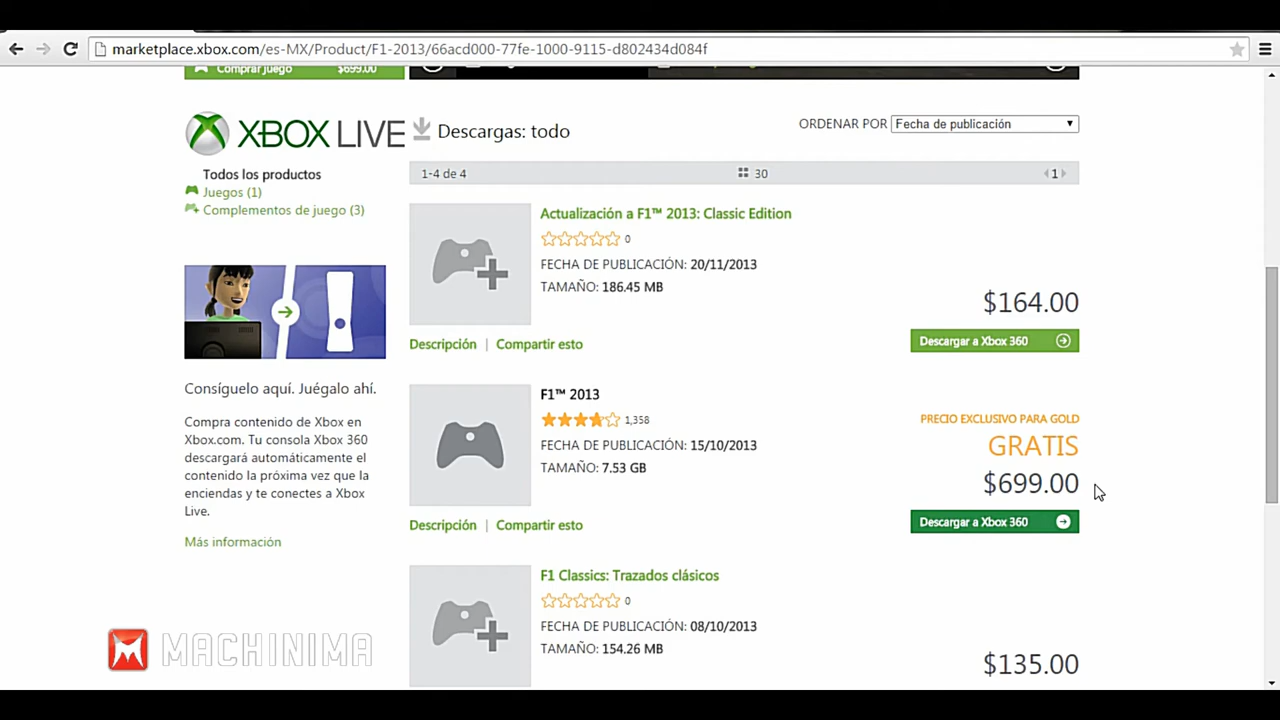 marketplace.xbox.com/es-MX/Product/F1-2013/66acd000-77fe-1000-9115-d802434d084f
Comprar juego $699.00
XBOX LIVE
Descargas: todo
ORDENAR POR Fecha de publicación
Todos los productos
Juegos (1)
Complementos de juego (3)
1-4 de 4
30
1
Actualización a F1™ 2013: Classic Edition
0
FECHA DE PUBLICACIÓN: 20/11/2013
TAMAÑO: 186.45 MB
$164.00
Descargar a Xbox 360
Descripción | Compartir esto
Consíguelo aquí. Juégalo ahí.
Compra contenido de Xbox en
Xbox.com. Tu consola Xbox 360
descargará automáticamente el
contenido la próxima vez que la
enciendas y te conectes a Xbox
Live.
Más información
F1™ 2013
1,358
FECHA DE PUBLICACIÓN: 15/10/2013
TAMAÑO: 7.53 GB
PRECIO EXCLUSIVO PARA GOLD
GRATIS
$699.00
Descargar a Xbox 360
Descripción | Compartir esto
F1 Classics: Trazados clásicos
0
FECHA DE PUBLICACIÓN: 08/10/2013
TAMAÑO: 154.26 MB
$135.00
MACHINIMA